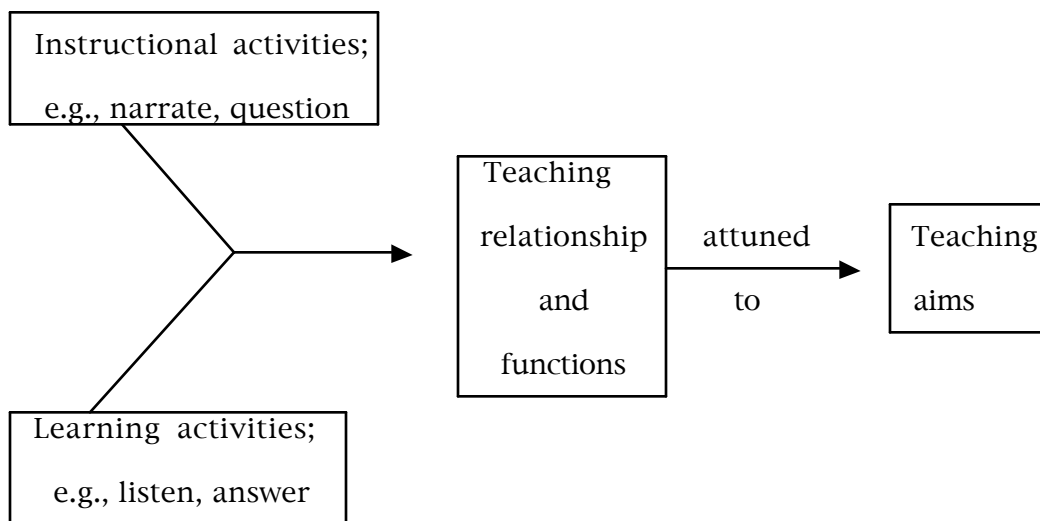 Instructional activities;
e.g., narrate, question
Teaching
relationship
and
functions
attuned
to
Teaching
aims
Learning activities;
e.g., listen, answer